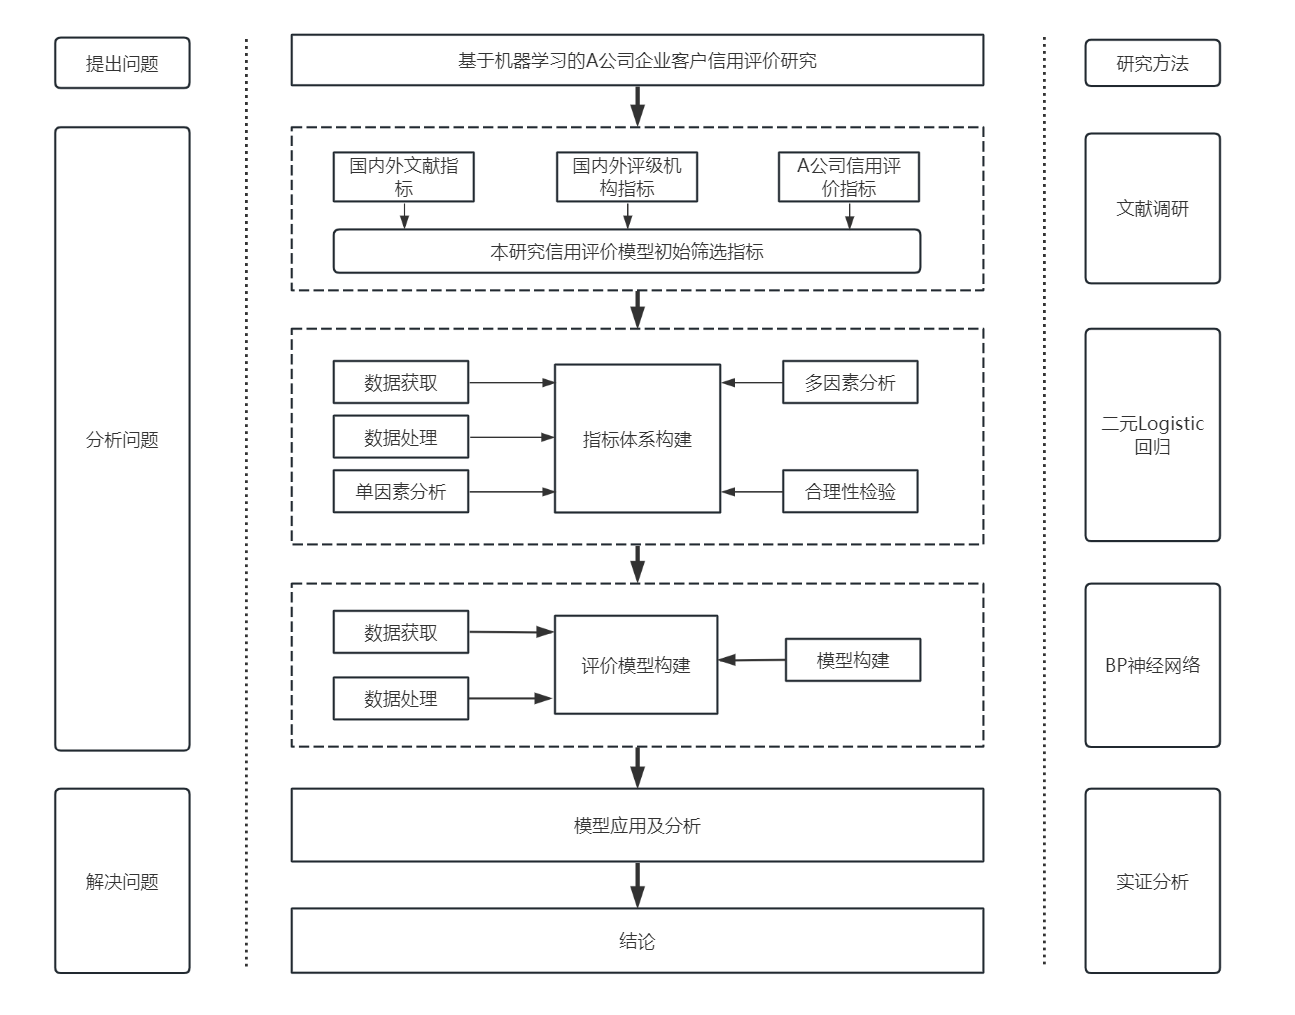 提出问题
基于机器学习的A公司企业客户信用评价研究
研究方法
国内外文献指
标
国内外评级机
构指标
A公司信用评
价指标
本研究信用评价模型初始筛选指标
文献调研
分析问题
数据获取
数据处理
单因素分析
指标体系构建
多因素分析
合理性检验
二元Logistic
回归
数据获取
数据处理
评价模型构建
模型构建
BP神经网络
解决问题
模型应用及分析
结论
实证分析